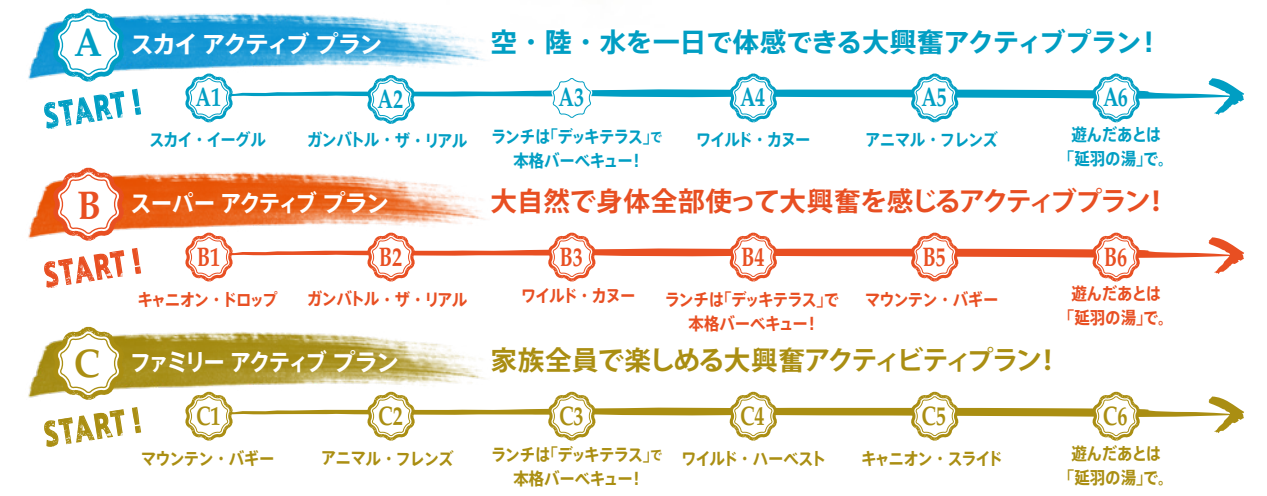 A スカイ アクティブ プラン
空・陸・水を一日で体感できる大興奮アクティブプラン!
START!
A1 A2 A3 A4 A5 A6
スカイ・イーグル
ガンバトル・ザ・リアル
ランチは「デッキテラス」で
本格バーベキュー!
ワイルド・カヌー
アニマル・フレンズ
遊んだあとは
「延羽の湯」で。
B スーパー アクティブ プラン
大自然で身体全部使って大興奮を感じるアクティブプラン!
START!
B1 B2 B3 B4 B5 B6
キャニオン・ドロップ
ガンバトル・ザ・リアル
ワイルド・カヌー
ランチは「デッキテラス」で
本格バーベキュー!
マウンテン・バギー
遊んだあとは
「延羽の湯」で。
C ファミリー アクティブ プラン
家族全員で楽しめる大興奮アクティビティプラン!
START!
C1 C2 C3 C4 C5 C6
マウンテン・バギー
アニマル・フレンズ
ランチは「デッキテラス」で
本格バーベキュー!
ワイルド・ハーベスト
キャニオン・スライド
遊んだあとは
「延羽の湯」で。